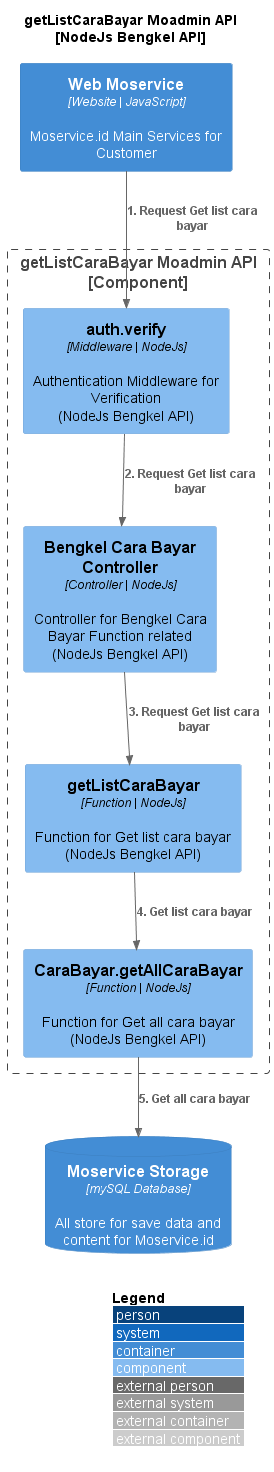 getListCaraBayar Moadmin API
[NodeJs Bengkel API]
Web Moservice
[Website | JavaScript]
Moservice.id Main Services for
Customer
1. Request Get list cara
bayar
getListCaraBayar Moadmin API
[Component]
auth.verify
[Middleware | NodeJs]
Authentication Middleware for
Verification
(NodeJs Bengkel API)
2. Request Get list cara
bayar
Bengkel Cara Bayar
Controller
[Controller | NodeJs]
Controller for Bengkel Cara
Bayar Function related
(NodeJs Bengkel API)
3. Request Get list cara
bayar
getListCaraBayar
[Function | NodeJs]
Function for Get list cara bayar
(NodeJs Bengkel API)
4. Get list cara bayar
CaraBayar.getAllCaraBayar
[Function | NodeJs]
Function for Get all cara bayar
(NodeJs Bengkel API)
5. Get all cara bayar
Moservice Storage
[mySQL Database]
All store for save data and
content for Moservice.id
Legend
person
system
container
component
external person
external system
external container
external component